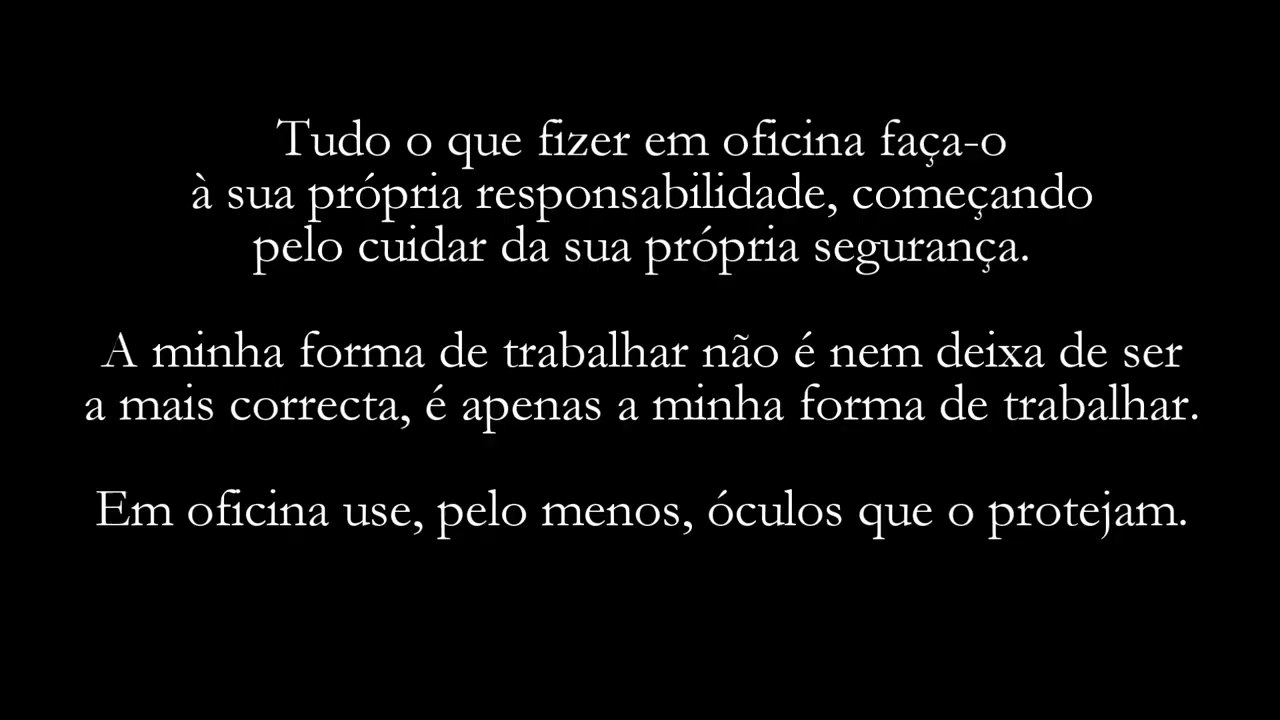 Tudo o que fizer em oficina faça-o
à sua própria responsabilidade, começando
pelo cuidar da sua própria segurança.
A minha forma de trabalhar não é nem deixa de ser
a mais correcta, é apenas a minha forma de trabalhar.
Em oficina use, pelo menos, óculos que o protejam.